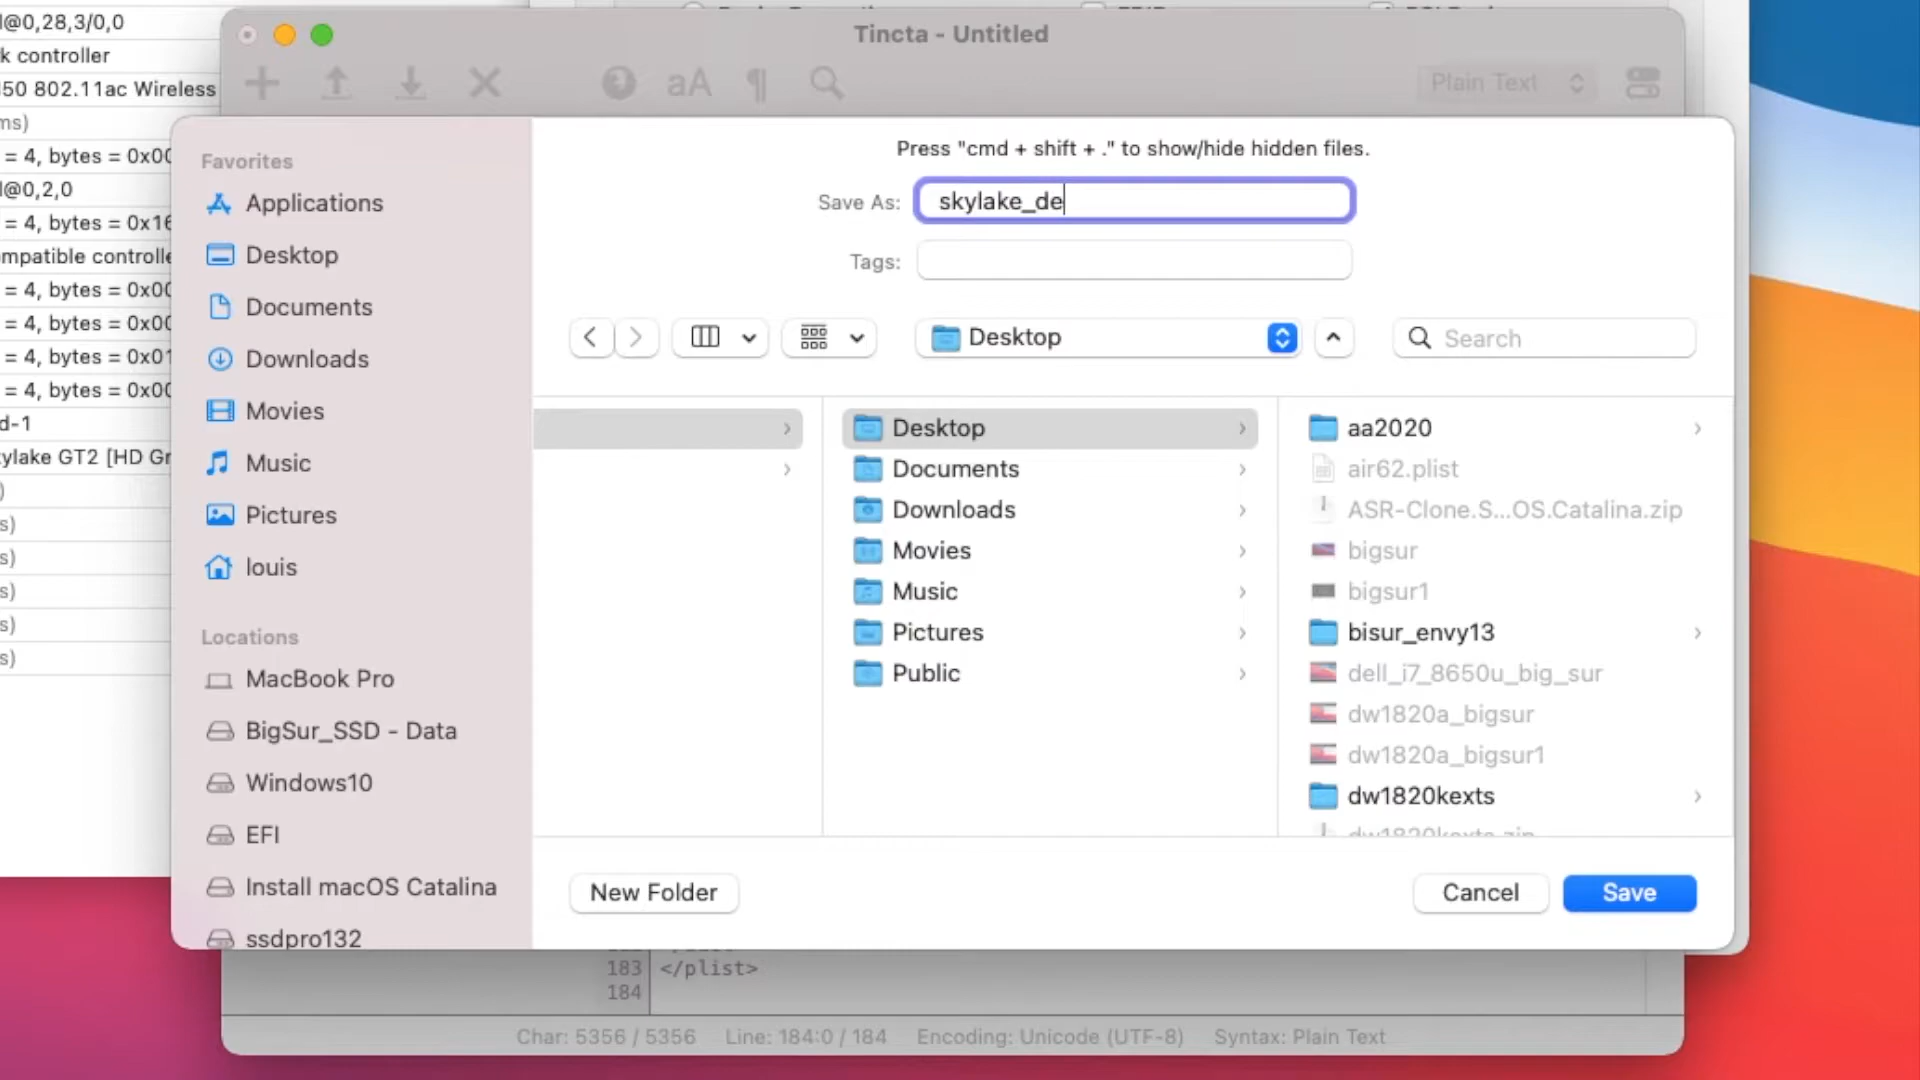 l@0,28,3/0,0
k controller
l50 802.11ac Wireless
ms)
= 4, bytes = 0x00
l@0,2,0
= 4, bytes = 0x16
mpatible controlle
= 4, bytes = 0x00
= 4, bytes = 0x00
= 4, bytes = 0x01
= 4, bytes = 0x00
d-1
ylake GT2 [HD Gr
)
s)
s)
s)
s)
s)
Tincta - Untitled
aA
¶
Plain Text
Favorites
Applications
Desktop
Documents
Downloads
Movies
Music
Pictures
louis
Locations
MacBook Pro
BigSur_SSD - Data
Windows10
EFI
Install macOS Catalina
ssdpro132
Press "cmd + shift + ." to show/hide hidden files.
Save As: skylake_de
Tags:
Desktop
Search
Desktop
Documents
Downloads
Movies
Music
Pictures
Public
aa2020
air62.plist
ASR-Clone.S...OS.Catalina.zip
bigsur
bigsur1
bisur_envy13
dell_i7_8650u_big_sur
dw1820a_bigsur
dw1820a_bigsur1
dw1820kexts
dw1820kexts.zip
New Folder
Cancel
Save
183 </plist>
184
Char: 5356 / 5356 Line: 184:0 / 184 Encoding: Unicode (UTF-8) Syntax: Plain Text